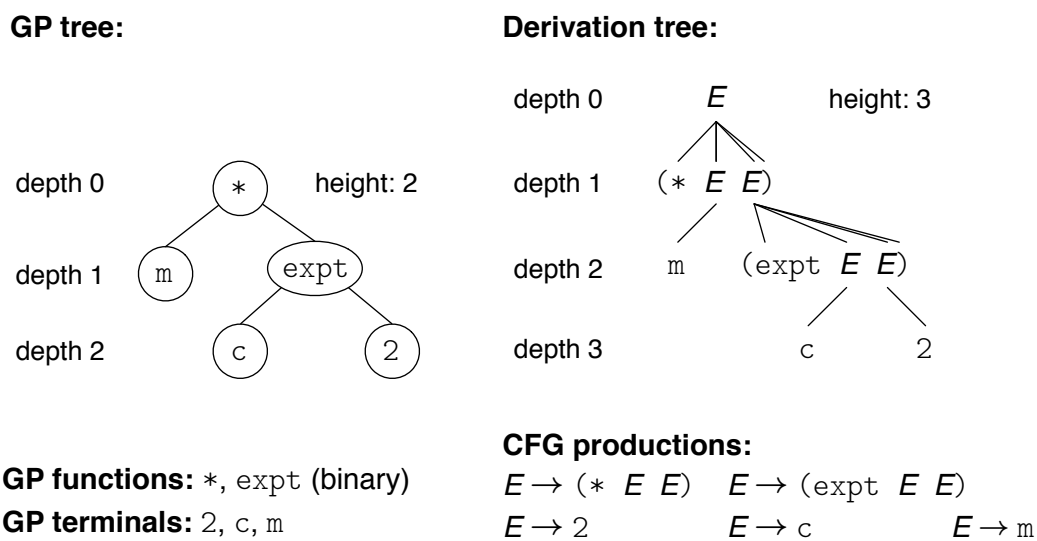 GP tree:
depth 0
*
height: 2
depth 1
m
expt
depth 2
c
2
GP functions: *, expt (binary)
GP terminals: 2, c, m
Derivation tree:
depth 0
E
height: 3
depth 1
(* E E)
depth 2
m
(expt E E)
depth 3
c
2
CFG productions:
E → (* E E) E → (expt E E)
E → 2 E → c E → m